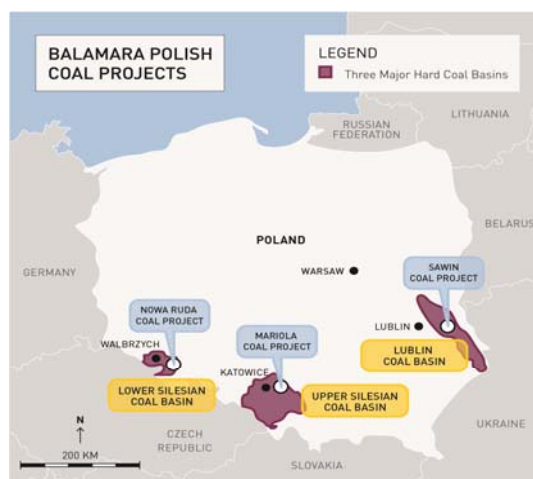 BALAMARA POLISH
COAL PROJECTS
LEGEND
Three Major Hard Coal Basins
LITHUANIA
RUSSIAN
FEDERATION
BELARUS
POLAND
GERMANY
WARSAW
SAWIN
COAL PROJECT
NOWA RUDA
COAL PROJECT
MARIOLA
COAL PROJECT
LUBLIN
WALBRZYCH
LUBLIN
COAL BASIN
KATOWICE
LOWER SILESIAN
COAL BASIN
UPPER SILESIAN
COAL BASIN
N
CZECH
REPUBLIC
UKRAINE
200 KM
SLOVAKIA